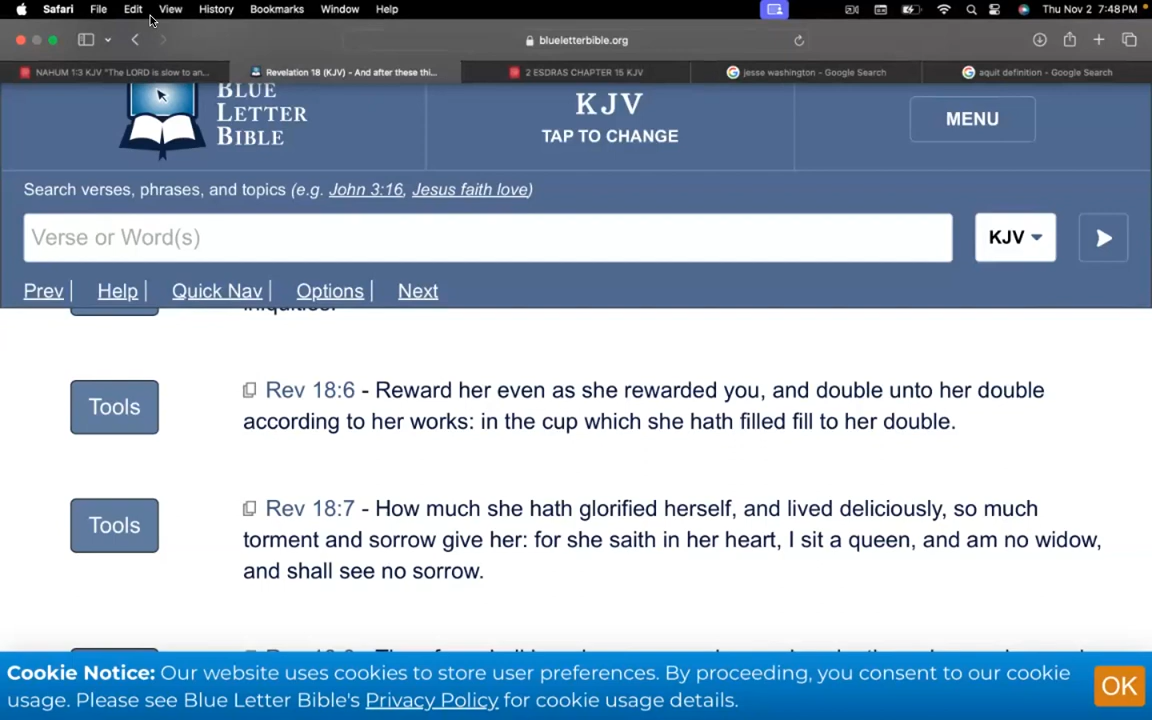 Safari File Edit View History Bookmarks Window Help Thu Nov 2 7:48 PM
blueletterbible.org
NAHUM 1:3 KJV "The LORD is slow to an... Revelation 18 (KJV) - And after these thi... 2 ESDRAS CHAPTER 15 KJV jesse washington - Google Search aquit definition - Google Search
BLUE
LETTER
BIBLE
KJV
TAP TO CHANGE
MENU
Search verses, phrases, and topics (e.g. John 3:16, Jesus faith love)
Verse or Word(s) KJV
Prev | Help | Quick Nav | Options | Next
iniquities.
Tools
Rev 18:6 - Reward her even as she rewarded you, and double unto her double
according to her works: in the cup which she hath filled fill to her double.
Tools
Rev 18:7 - How much she hath glorified herself, and lived deliciously, so much
torment and sorrow give her: for she saith in her heart, I sit a queen, and am no widow,
and shall see no sorrow.
Cookie Notice: Our website uses cookies to store user preferences. By proceeding, you consent to our cookie
usage. Please see Blue Letter Bible's Privacy Policy for cookie usage details.
OK